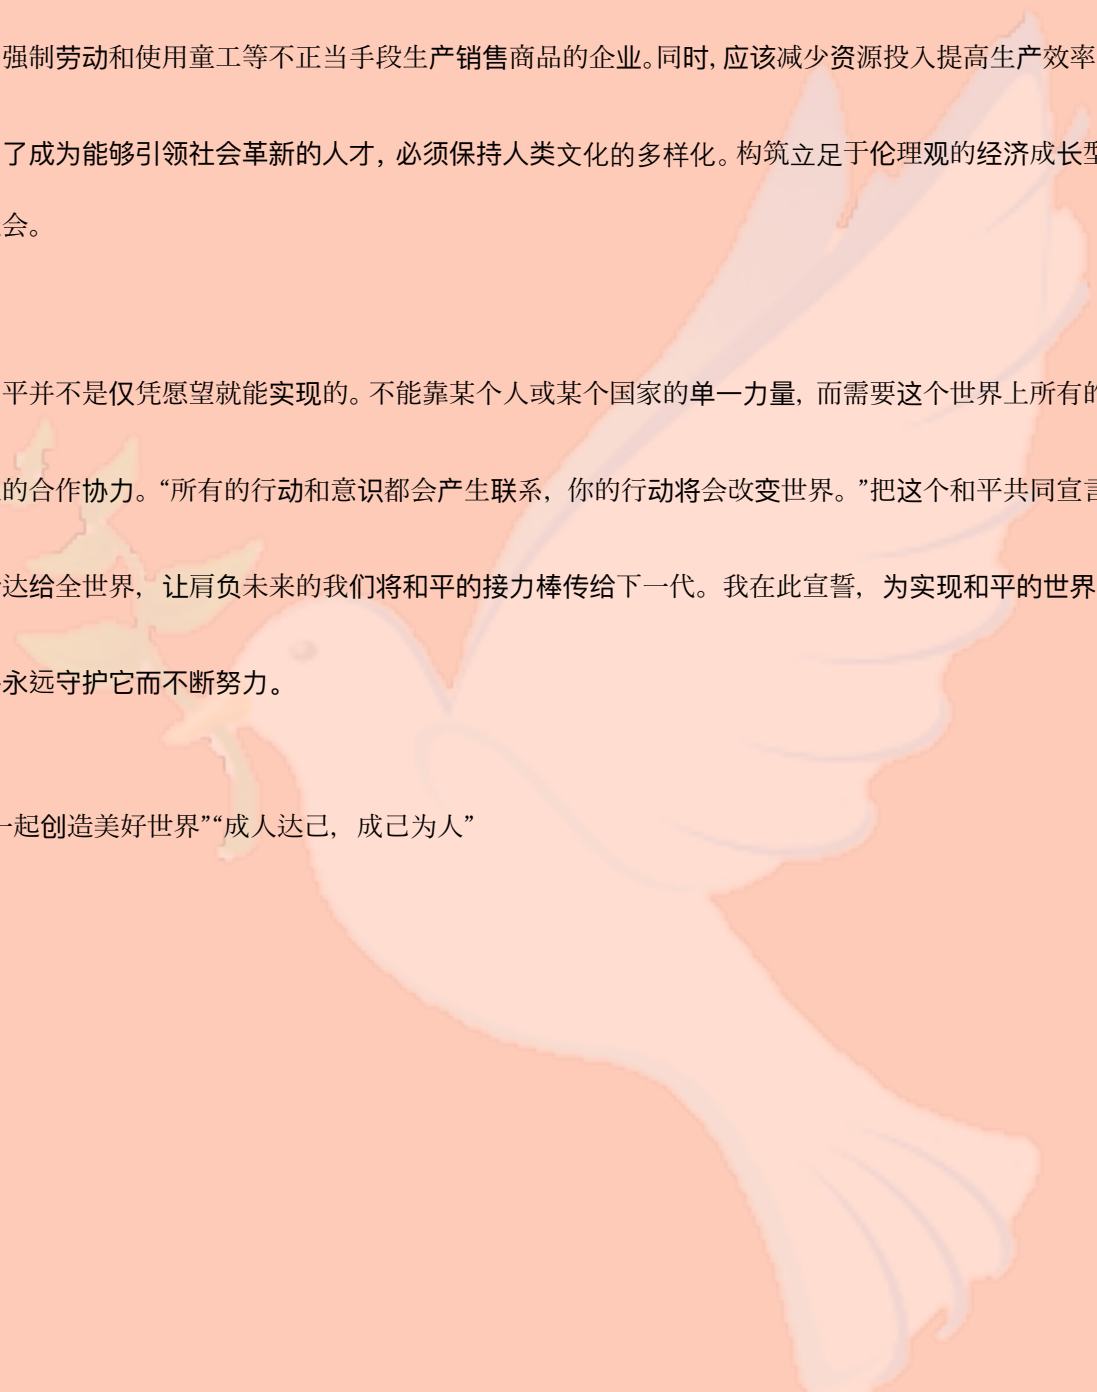 强制劳动和使用童工等不正当手段生产销售商品的企业。同时，应该减少资源投入提高生产效率
了成为能够引领社会革新的人才，必须保持人类文化的多样化。构筑立足于伦理观的经济成长型
会。
平并不是仅凭愿望就能实现的。不能靠某个人或某个国家的单一力量，而需要这个世界上所有的
的合作协力。“所有的行动和意识都会产生联系，你的行动将会改变世界。”把这个和平共同宣言
达给全世界，让肩负未来的我们将和平的接力棒传给下一代。我在此宣誓，为实现和平的世界
永远守护它而不断努力。
一起创造美好世界”“成人达己，成己为人”